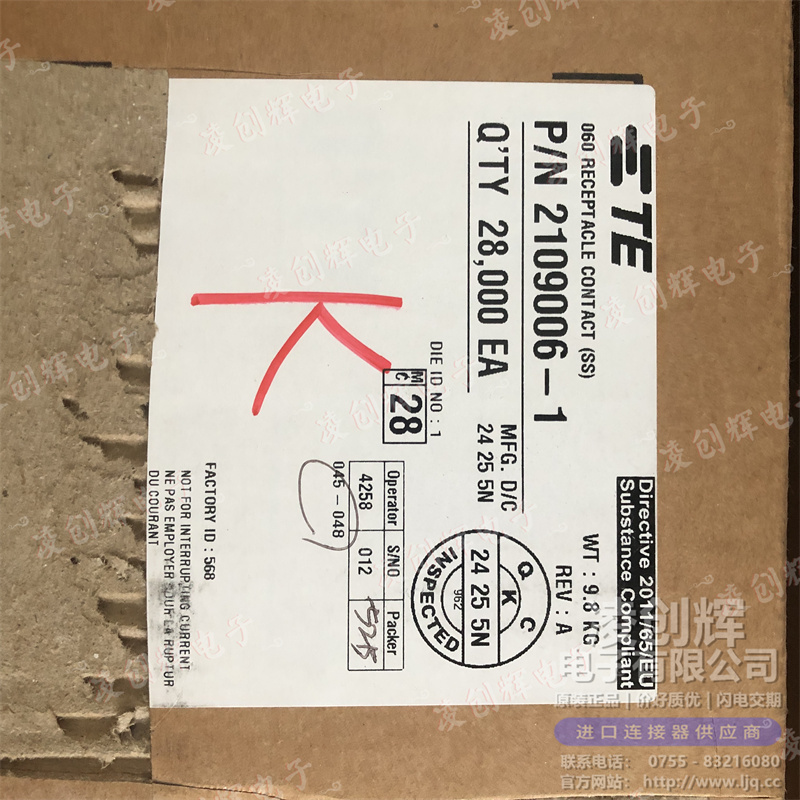 TE
060 RECEPTACLE CONTACT (SS)
P/N 2109006-1
Q'TY 28,000 EA
MFG. D/C
24 25 5N
Directive 2011/65/EU
Substance Compliant
WT : 9.8 KG
REV : A
QKC
24 25 5N
962
INSPECTED
DIE ID NO : 1
M/C 28
Operator S/NO Packer
4258 012
045 - 048
K
FACTORY ID : 568
NOT FOR INTERRUPTING CURRENT
NE PAS EMPLOYER POUR LA RUPTUR
DU COURANT
凌创辉电子
凌创辉
电子有限公司
原装正品 | 价好质优 | 闪电交期
进口连接器供应商
联系电话： 0755 - 83216080
官方网站：http://www.ljq.cc